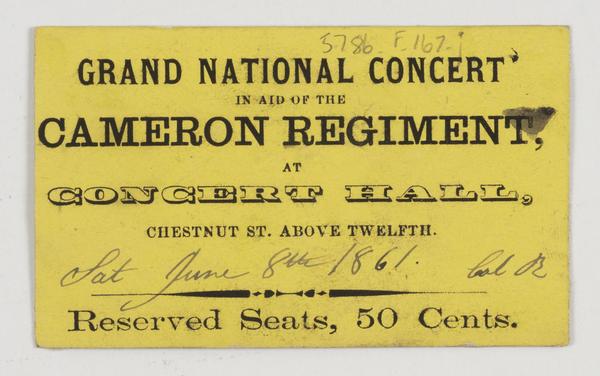 5786. F. 167. j
GRAND NATIONAL CONCERT
IN AID OF THE
CAMERON REGIMENT,
AT
CONCERT HALL,
CHESTNUT ST. ABOVE TWELFTH.
Sat June 8th 1861.
Reserved Seats, 50 Cents.